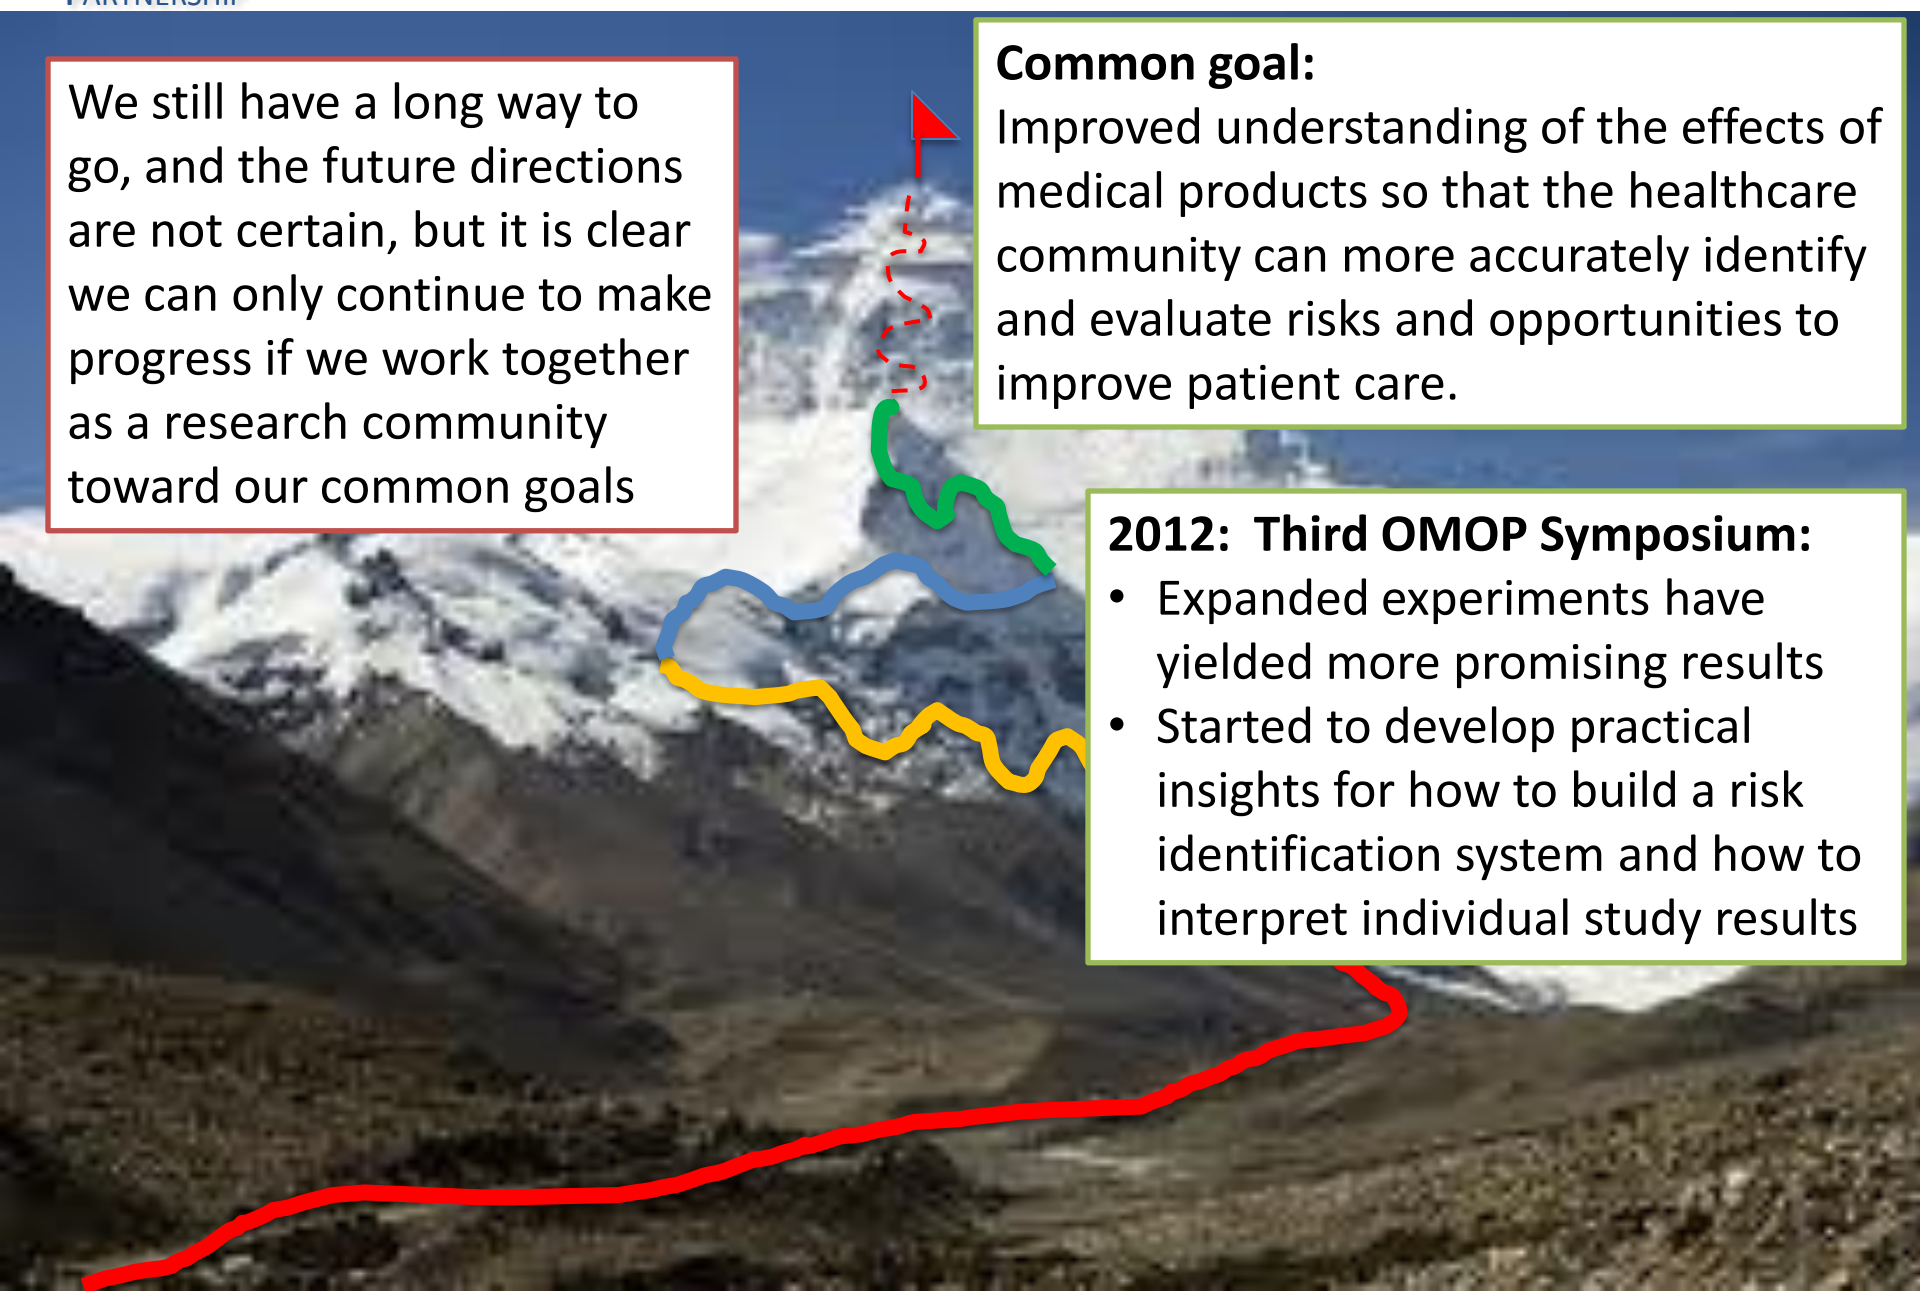 PARTNERSHIP
We still have a long way to
go, and the future directions
are not certain, but it is clear
we can only continue to make
progress if we work together
as a research community
toward our common goals
Common goal:
Improved understanding of the effects of
medical products so that the healthcare
community can more accurately identify
and evaluate risks and opportunities to
improve patient care.
2012:  Third OMOP Symposium:
• Expanded experiments have
yielded more promising results
• Started to develop practical
insights for how to build a risk
identification system and how to
interpret individual study results